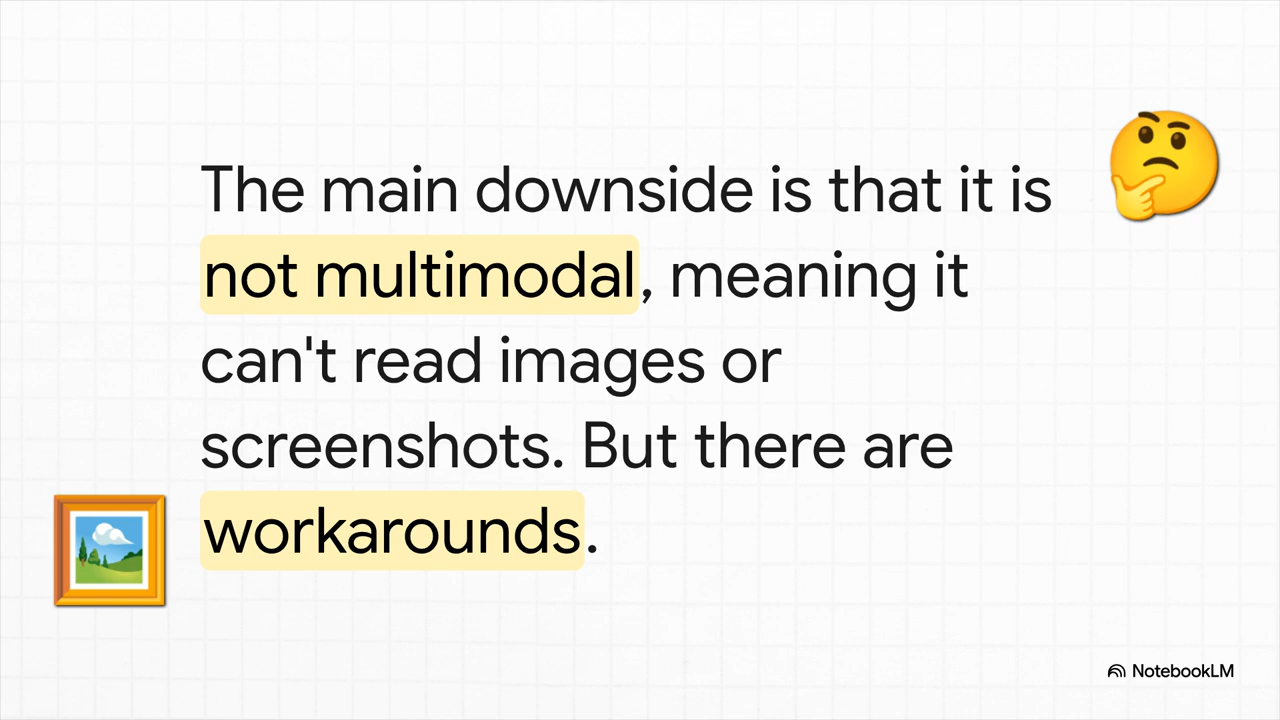 The main downside is that it is
not multimodal, meaning it
can't read images or
screenshots. But there are
workarounds.
NotebookLM